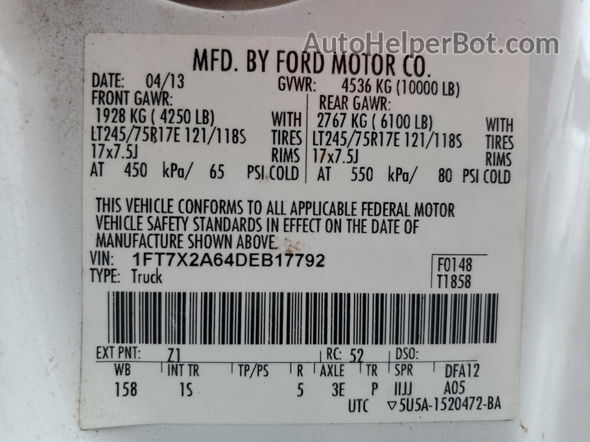 AutoHelperBot.com
MFD. BY FORD MOTOR CO.
DATE: 04/13 GVWR: 4536 KG (10000 LB)
FRONT GAWR: REAR GAWR:
1928 KG ( 4250 LB) WITH 2767 KG ( 6100 LB) WITH
LT245/75R17E 121/118S TIRES LT245/75R17E 121/118S TIRES
17x7.5J RIMS 17x7.5J RIMS
AT 450 kPa/ 65 PSI COLD AT 550 kPa/ 80 PSI COLD
THIS VEHICLE CONFORMS TO ALL APPLICABLE FEDERAL MOTOR
VEHICLE SAFETY STANDARDS IN EFFECT ON THE DATE OF
MANUFACTURE SHOWN ABOVE.
VIN: 1FT7X2A64DEB17792 F0148
TYPE: Truck T1858
EXT PNT: Z1 RC: 52 DSO:
WB INT TR TP/PS R AXLE TR SPR DFA12
158 1S 5 3E P IIJJ A05
UTC 5U5A-1520472-BA